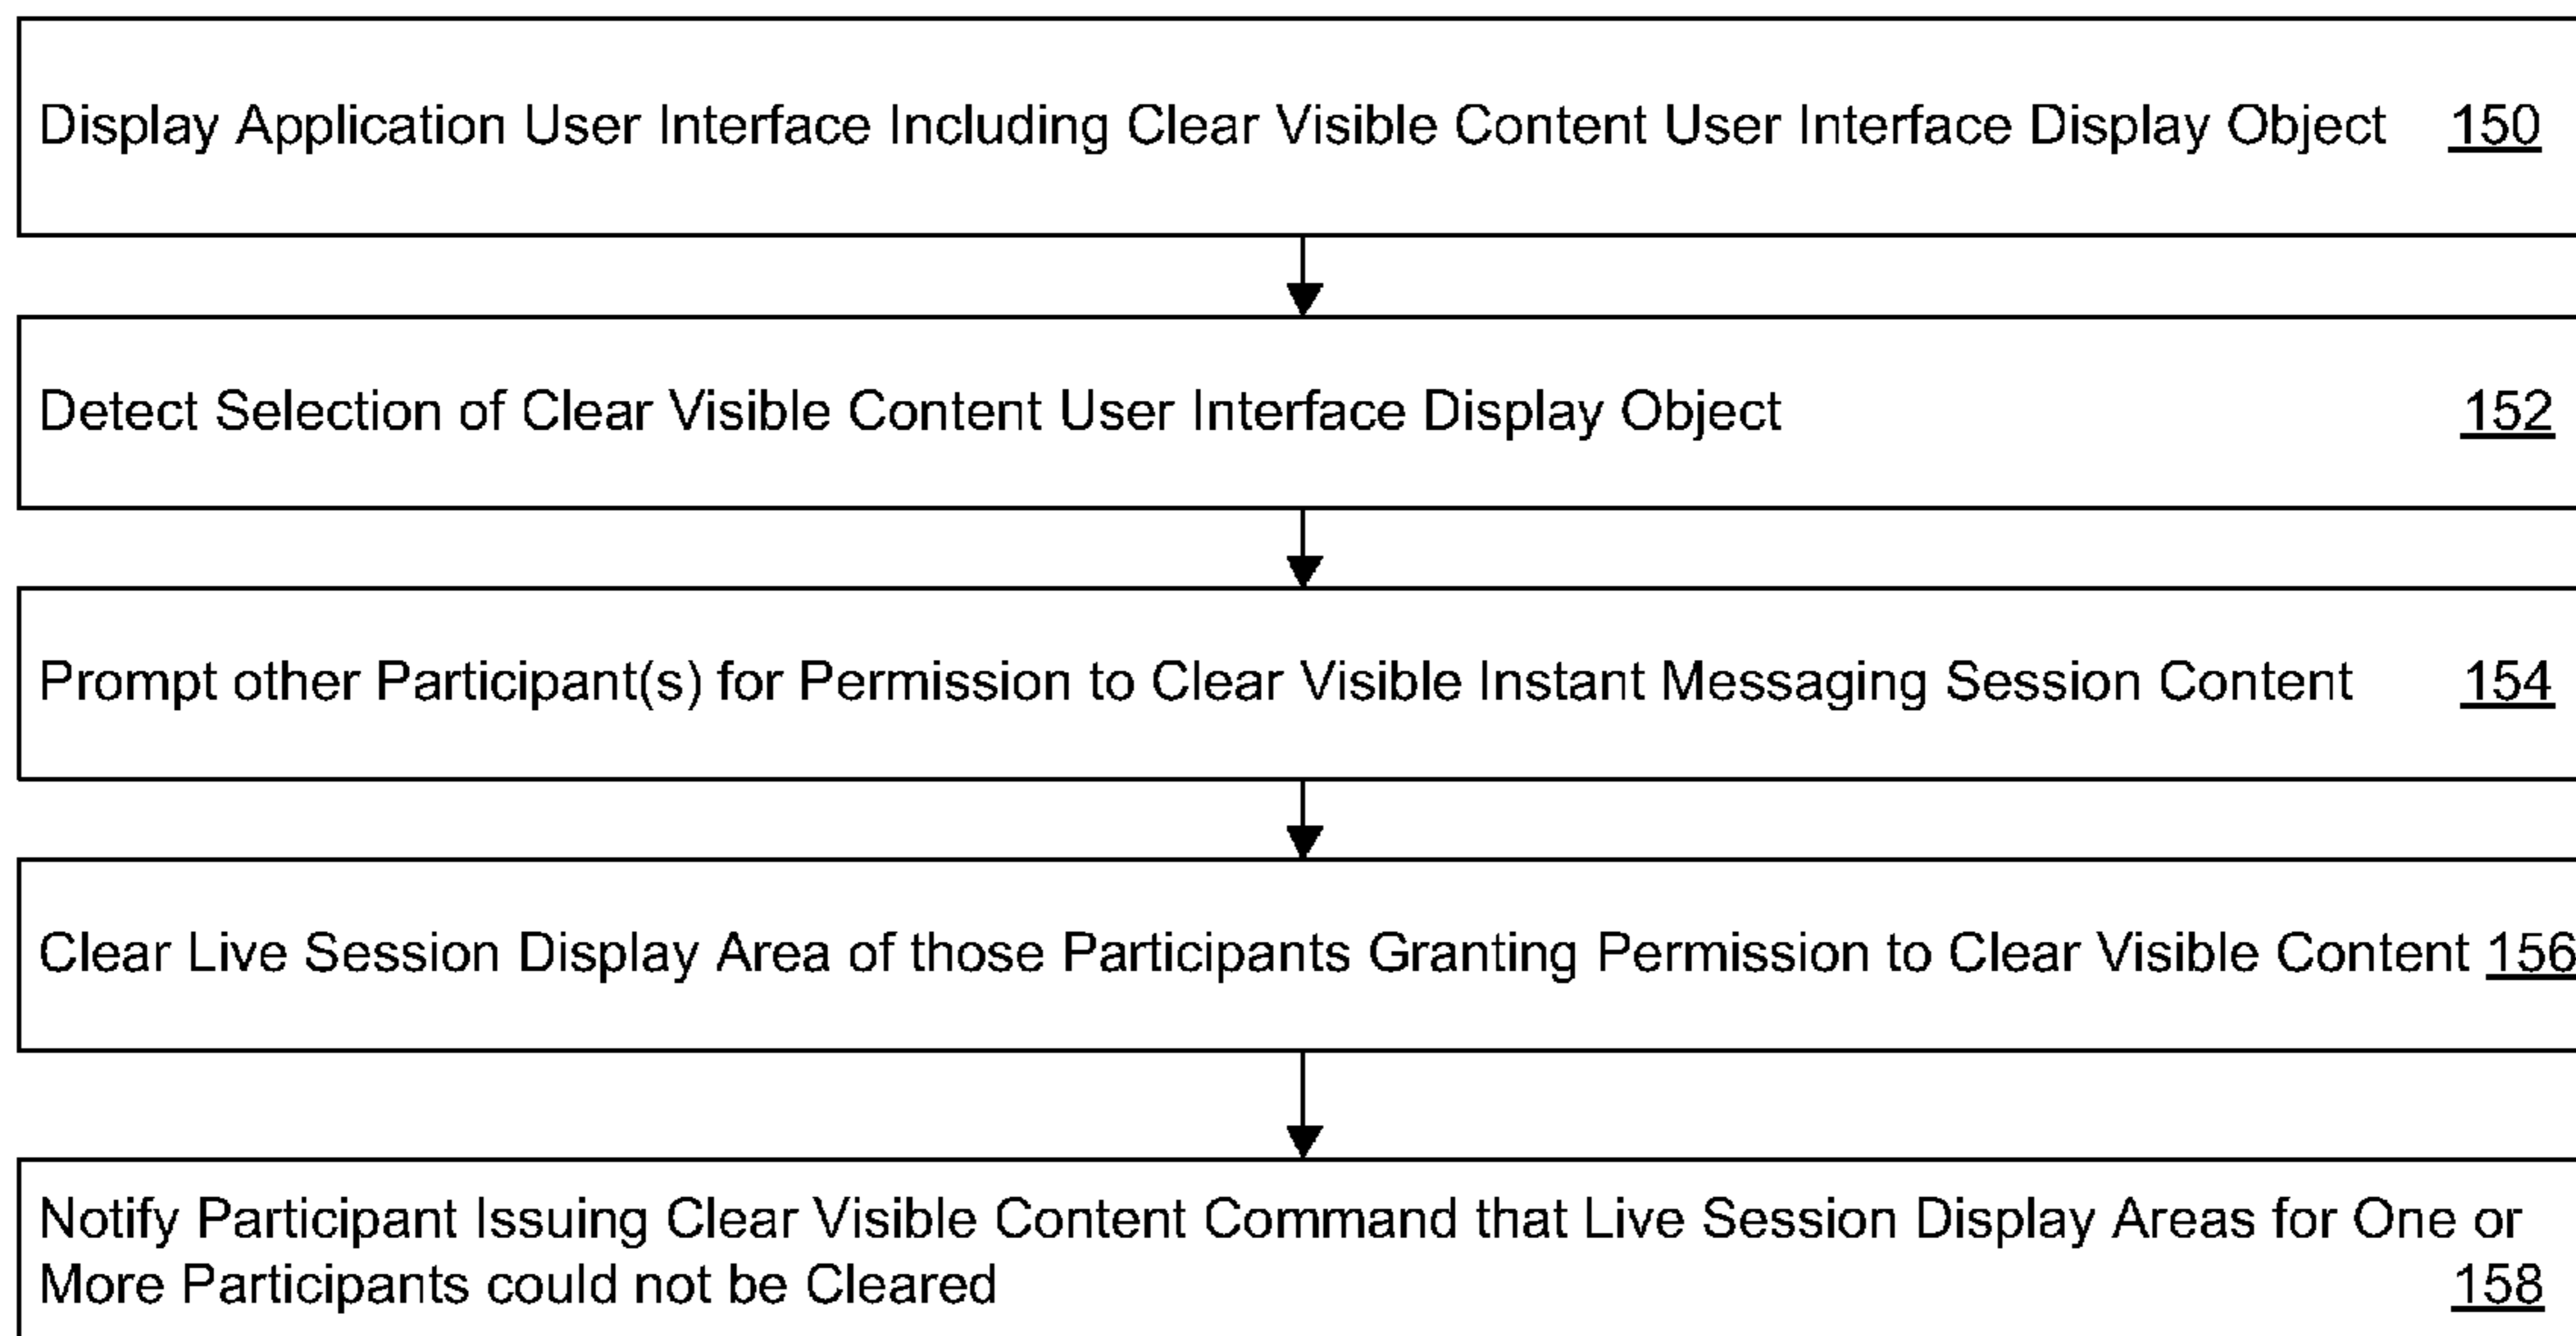 Display Application User Interface Including Clear Visible Content User Interface Display Object 150
Detect Selection of Clear Visible Content User Interface Display Object 152
Prompt other Participant(s) for Permission to Clear Visible Instant Messaging Session Content 154
Clear Live Session Display Area of those Participants Granting Permission to Clear Visible Content 156
Notify Participant Issuing Clear Visible Content Command that Live Session Display Areas for One or
More Participants could not be Cleared 158